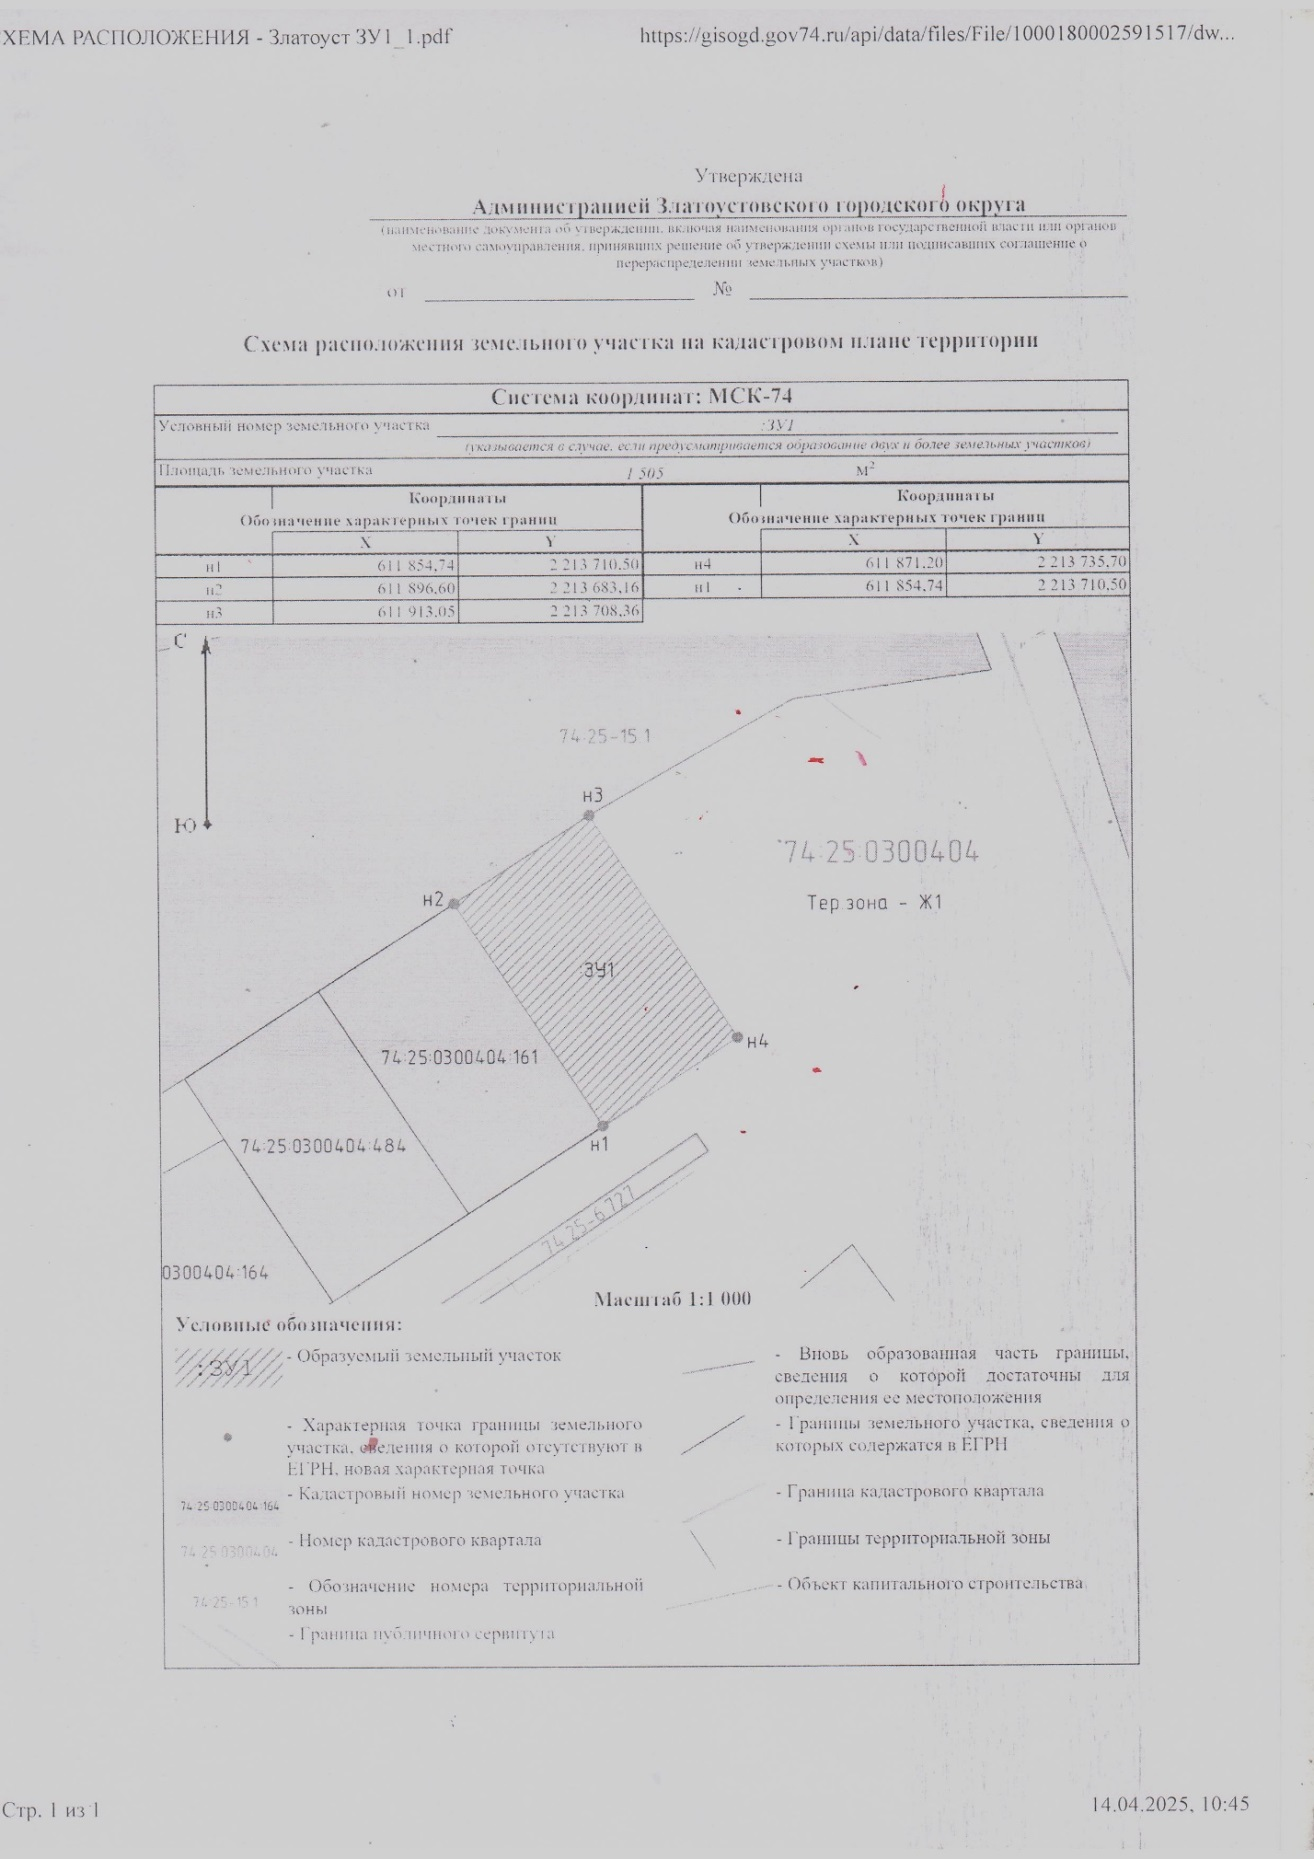 ХЕМА РАСПОЛОЖЕНИЯ - Златоуст ЗУ1_1.pdf
https://gisogd.gov74.ru/api/data/files/File/1000180002591517/dw...
Утверждена
Администрацией Златоустовского городского округа
(наименование документа об утверждении, включая наименования органов государственной власти или органов
местного самоуправления, принявших решение об утверждении схемы или подписавших соглашение о
перераспределении земельных участков)
от № 
Схема расположения земельного участка на кадастровом плане территории
Система координат: МСК-74
Условный номер земельного участка :ЗУ1
(указывается в случае, если предусматривается образование двух и более земельных участков)
Площадь земельного участка 1 505 м²
Координаты Координаты
Обозначение характерных точек границ Обозначение характерных точек границ
X Y X Y
н1 611 854,74 2 213 710,50 н4 611 871,20 2 213 735,70
н2 611 896,60 2 213 683,16 н1 611 854,74 2 213 710,50
н3 611 913,05 2 213 708,36
С
74:25-15.1
н3
Ю
74:25:0300404
н2
Тер.зона - Ж1
:ЗУ1
н4
74:25:0300404:161
н1
74:25:0300404:484
74:25-6.727
0300404:164
Масштаб 1:1 000
Условные обозначения:
:ЗУ1
- Образуемый земельный участок
- Вновь образованная часть границы,
сведения о которой достаточны для
определения ее местоположения
- Характерная точка границы земельного
участка, сведения о которой отсутствуют в
ЕГРН, новая характерная точка
- Границы земельного участка, сведения о
которых содержатся в ЕГРН
74:25:0300404:164
- Кадастровый номер земельного участка
- Граница кадастрового квартала
74:25:0300404
- Номер кадастрового квартала
- Границы территориальной зоны
74:25-15.1
- Обозначение номера территориальной
зоны
- Объект капитального строительства
- Граница публичного сервитута
Стр. 1 из 1
14.04.2025, 10:45